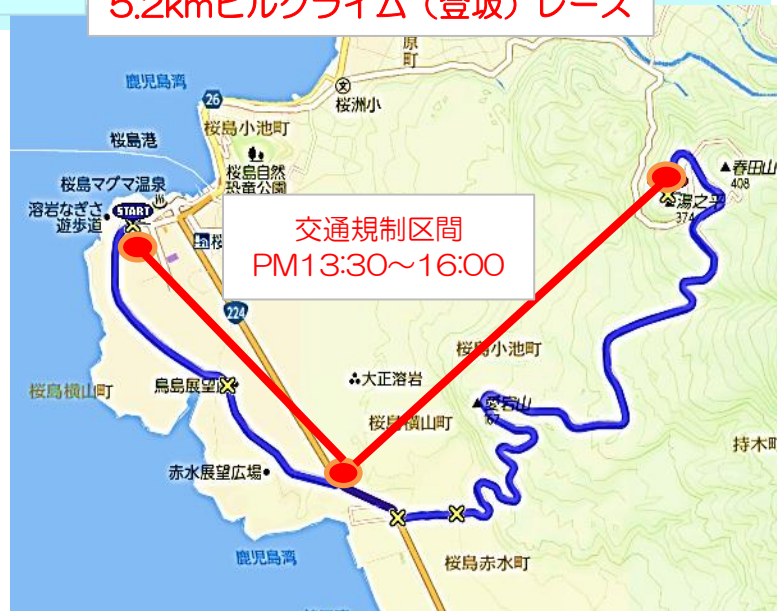 5.2kmヒルクライム（登坂）レース
原
町
鹿児島湾
26
桜洲小
桜島小池町
桜島港
桜島自然
恐竜公園
春田山
408
桜島マグマ温泉
溶岩なぎさ
遊歩道
START
湯之平
374
桜
交通規制区間
PM13:30～16:00
224
桜島小池町
大正溶岩
桜島横山町
鳥島展望
愛宕山
桜島横山町
持木町
赤水展望広場
鹿児島湾
桜島赤水町